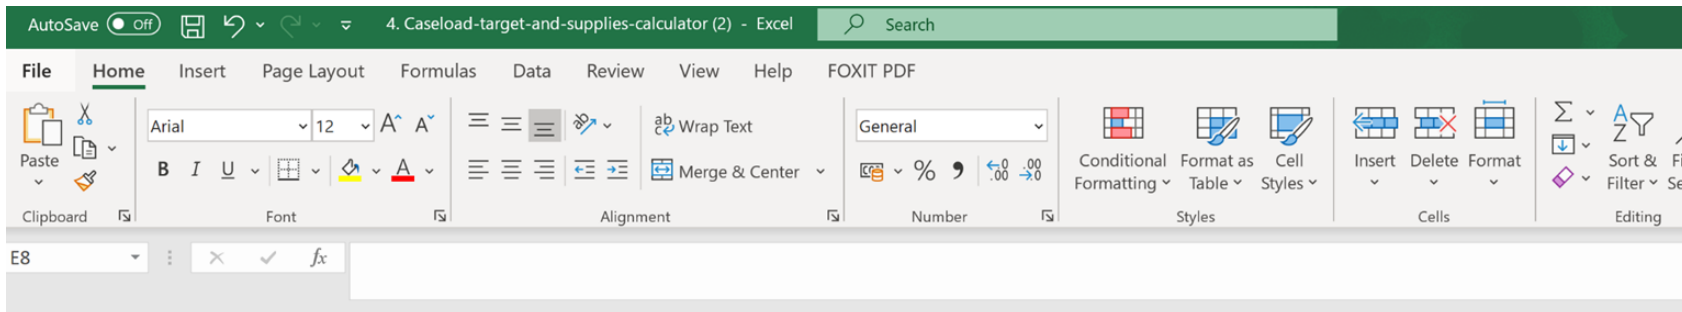 AutoSave Off 4. Caseload-target-and-supplies-calculator (2) - Excel Search
File Home Insert Page Layout Formulas Data Review View Help FOXIT PDF
Arial 12 A A ab Wrap Text General
Paste B I U A Merge & Center % Conditional Formatting Format as Table Cell Styles Insert Delete Format Sort & Filter
Clipboard Font Alignment Number Styles Cells Editing
E8 fx